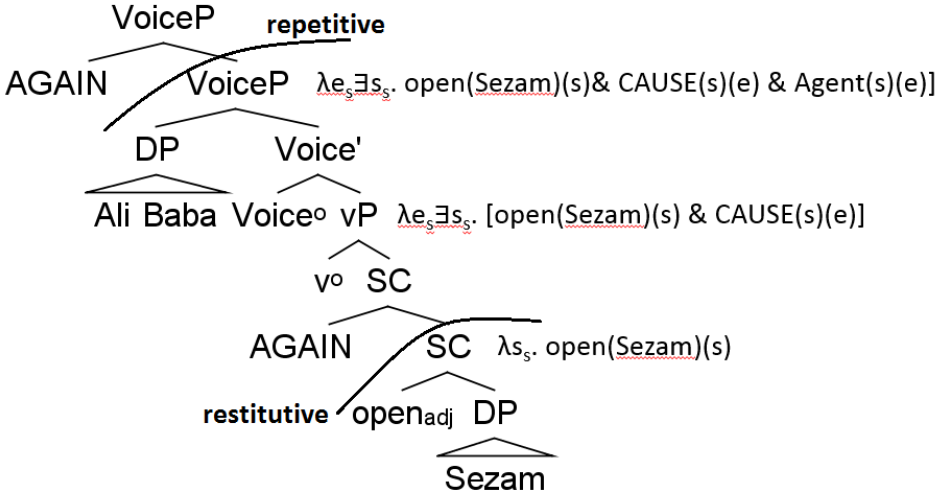 VoiceP
repetitive
AGAIN VoiceP λeₛ∃sₛ. open(Sezam)(s)& CAUSE(s)(e) & Agent(s)(e)]
DP Voice'
Ali Baba Voiceº vP λeₛ∃sₛ. [open(Sezam)(s) & CAUSE(s)(e)]
vº SC
AGAIN SC λsₛ. open(Sezam)(s)
restitutive openadj DP
Sezam